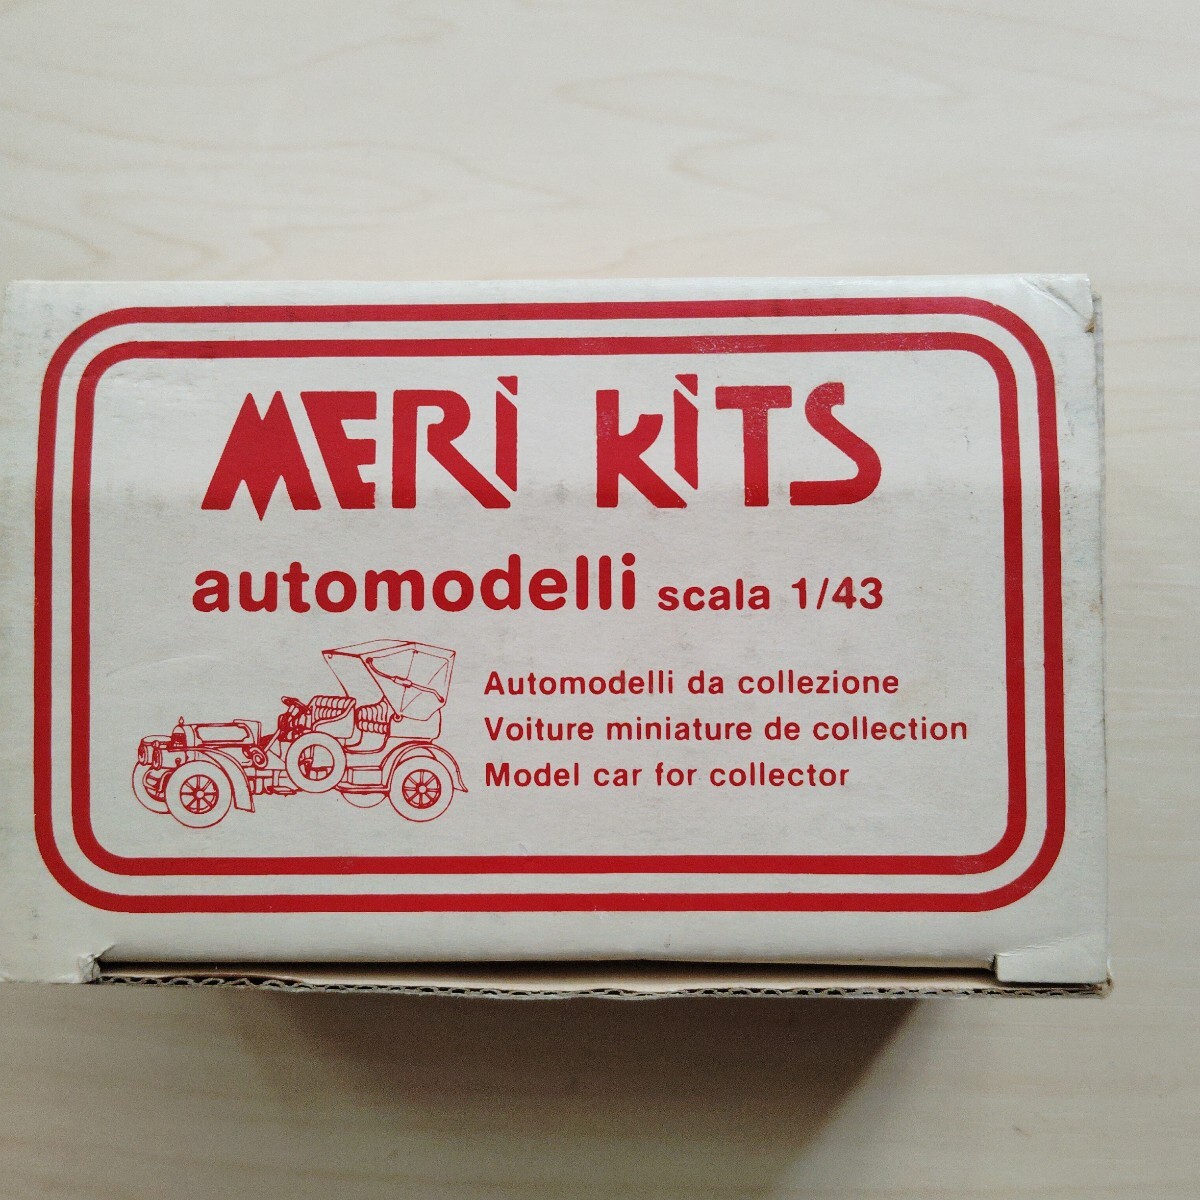 MERi KiTS
automodelli scala 1/43
Automodelli da collezione
Voiture miniature de collection
Model car for collector